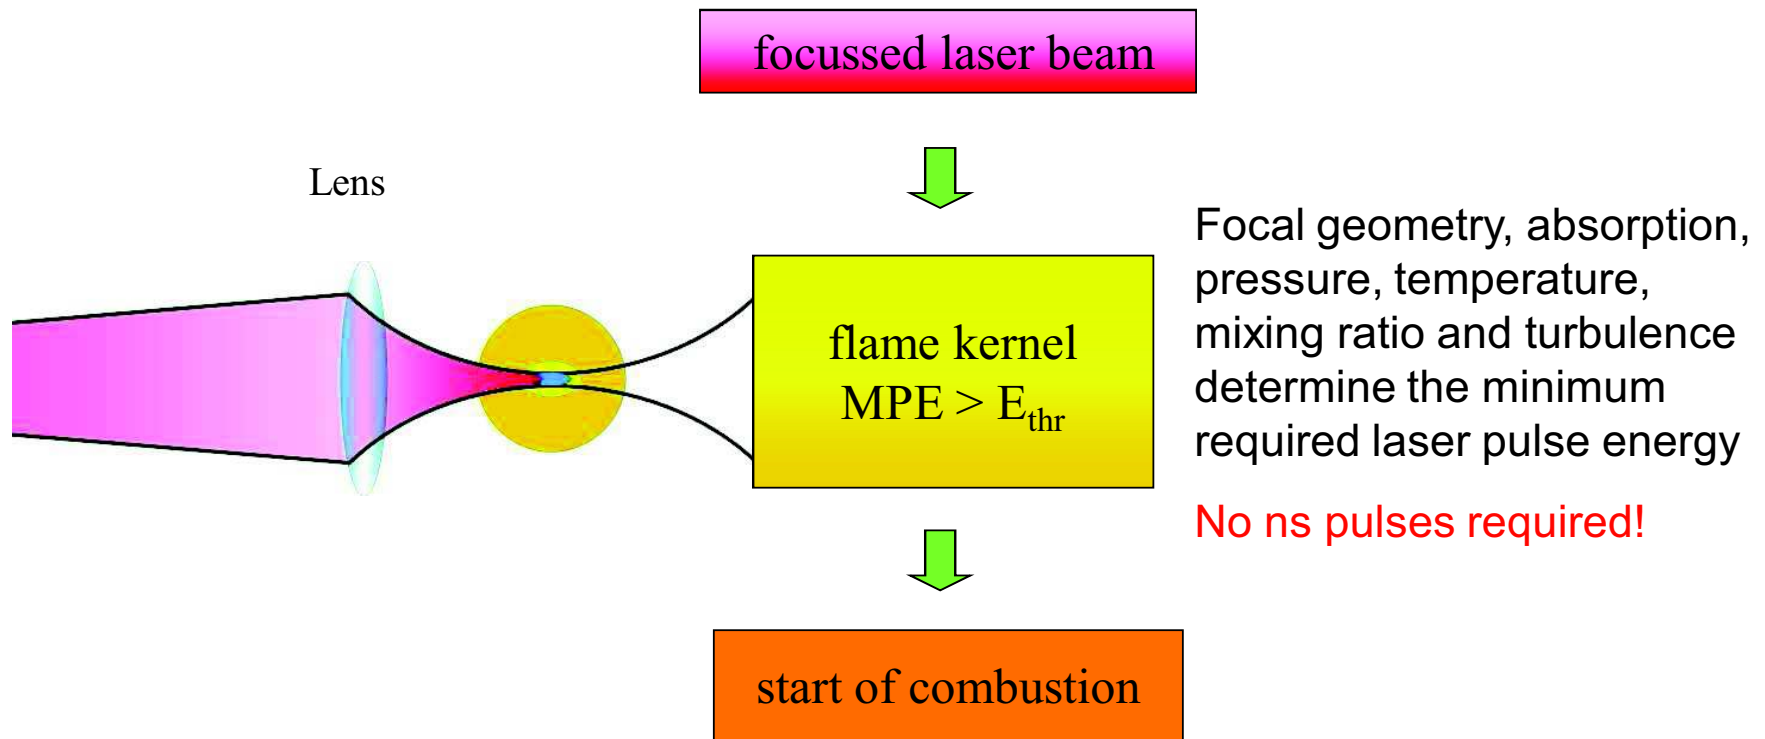 focussed laser beam
Lens
flame kernel
MPE > E_thr
Focal geometry, absorption,
pressure, temperature,
mixing ratio and turbulence
determine the minimum
required laser pulse energy
No ns pulses required!
start of combustion